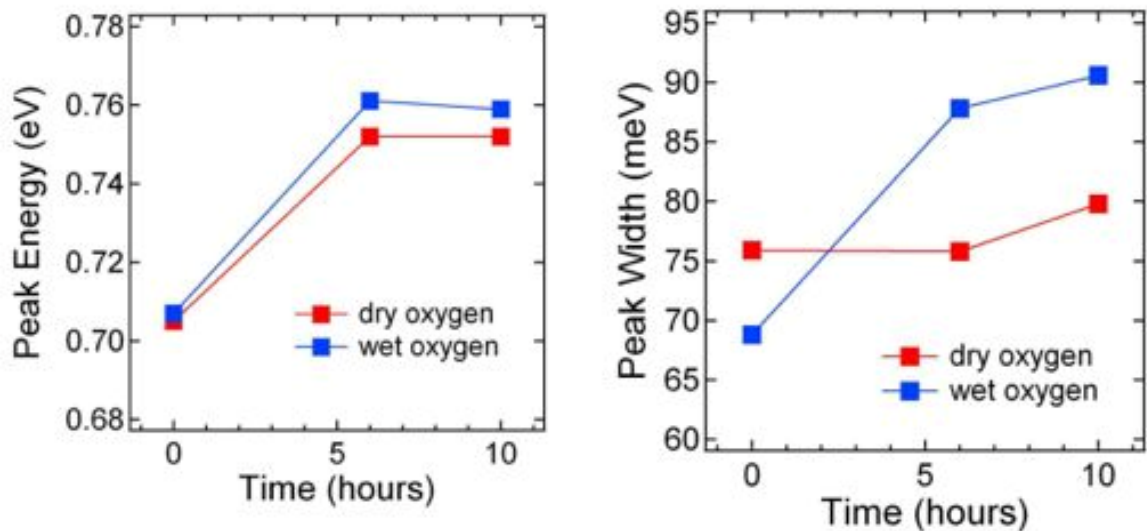 0.78
0.76
0.74
0.72
0.70
0.68
Peak Energy (eV)
dry oxygen
wet oxygen
0
5
10
Time (hours)
95
90
85
80
75
70
65
60
Peak Width (meV)
dry oxygen
wet oxygen
0
5
10
Time (hours)